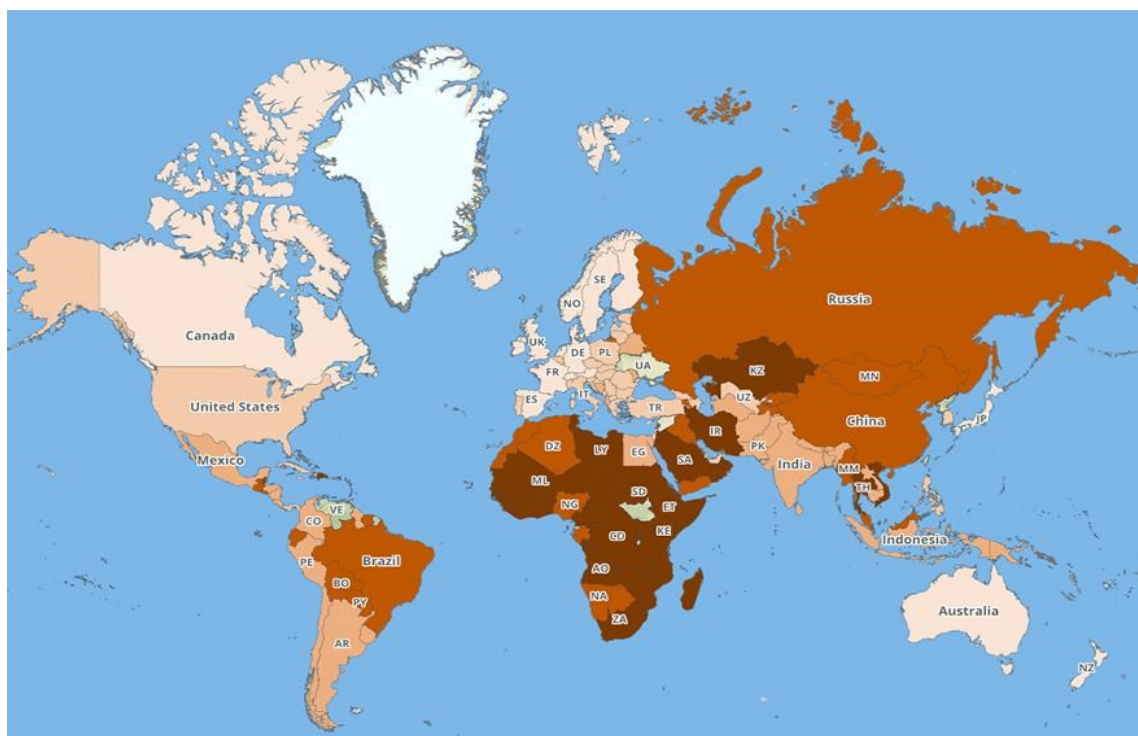 SE
NO
Russia
Canada
UK
DE
PL
UA
FR
KZ
MN
IT
ES
UZ
United States
TR
China
JP
DZ
LY
EG
IR
PK
Mexico
SA
India
MM
ML
SD
TH
NG
ET
VE
CO
KE
CD
Indonesia
Brazil
PE
AO
BO
NA
PY
Australia
ZA
AR
NZ